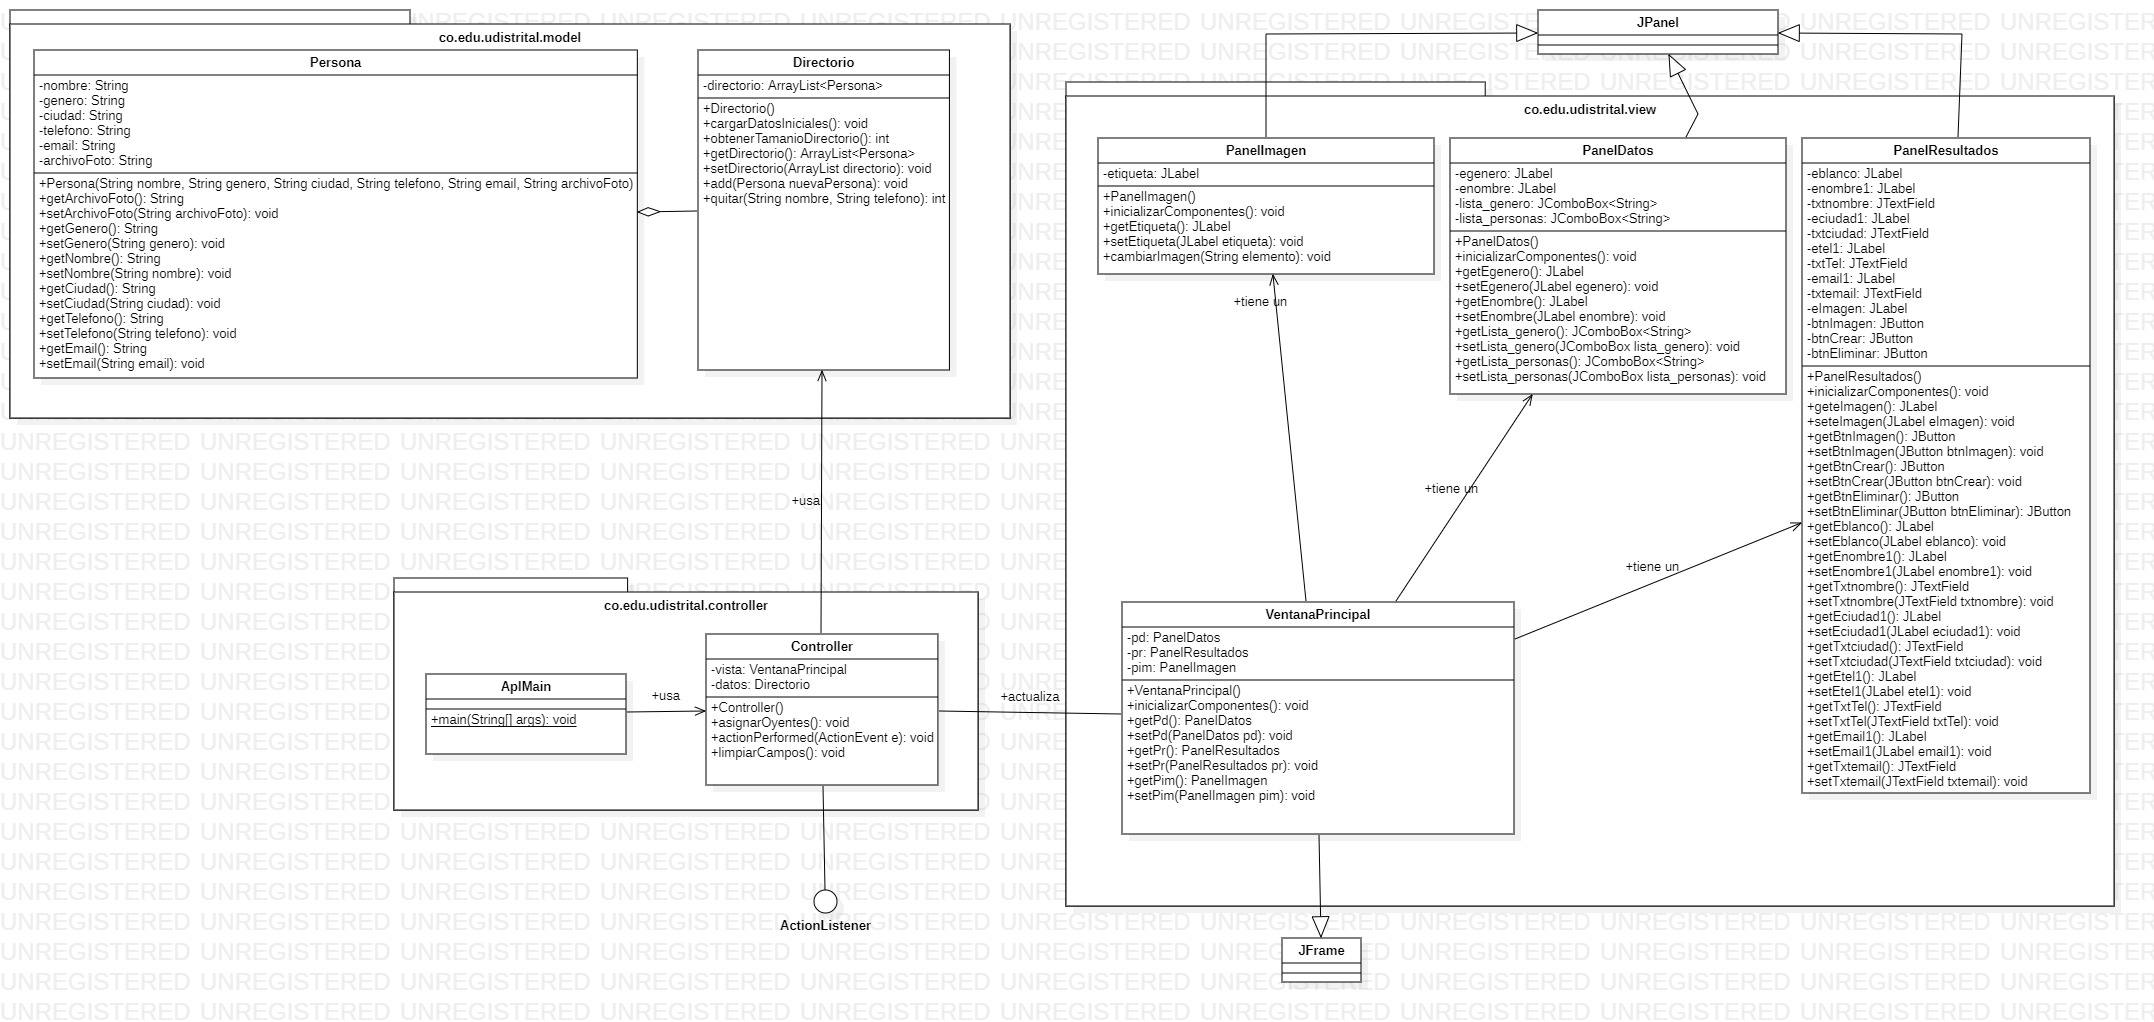 co.edu.udistrital.model
Persona
-nombre: String
-genero: String
-ciudad: String
-telefono: String
-email: String
-archivoFoto: String
+Persona(String nombre, String genero, String ciudad, String telefono, String email, String archivoFoto)
+getArchivoFoto(): String
+setArchivoFoto(String archivoFoto): void
+getGenero(): String
+setGenero(String genero): void
+getNombre(): String
+setNombre(String nombre): void
+getCiudad(): String
+setCiudad(String ciudad): void
+getTelefono(): String
+setTelefono(String telefono): void
+getEmail(): String
+setEmail(String email): void
Directorio
-directorio: ArrayList<Persona>
+Directorio()
+cargarDatosIniciales(): void
+obtenerTamanioDirectorio(): int
+getDirectorio(): ArrayList<Persona>
+setDirectorio(ArrayList directorio): void
+add(Persona nuevaPersona): void
+quitar(String nombre, String telefono): int
+usa
co.edu.udistrital.controller
AplMain
+main(String[] args): void
+usa
Controller
-vista: VentanaPrincipal
-datos: Directorio
+Controller()
+asignarOyentes(): void
+actionPerformed(ActionEvent e): void
+limpiarCampos(): void
ActionListener
+actualiza
JPanel
co.edu.udistrital.view
PanelImagen
-etiqueta: JLabel
+PanelImagen()
+inicializarComponentes(): void
+getEtiqueta(): JLabel
+setEtiqueta(JLabel etiqueta): void
+cambiarImagen(String elemento): void
+tiene un
PanelDatos
-egenero: JLabel
-enombre: JLabel
-lista_genero: JComboBox<String>
-lista_personas: JComboBox<String>
+PanelDatos()
+inicializarComponentes(): void
+getEgenero(): JLabel
+setEgenero(JLabel egenero): void
+getEnombre(): JLabel
+setEnombre(JLabel enombre): void
+getLista_genero(): JComboBox<String>
+setLista_genero(JComboBox lista_genero): void
+getLista_personas(): JComboBox<String>
+setLista_personas(JComboBox lista_personas): void
+tiene un
PanelResultados
-eblanco: JLabel
-enombre1: JLabel
-txtnombre: JTextField
-eciudad1: JLabel
-txtciudad: JTextField
-etel1: JLabel
-txtTel: JTextField
-email1: JLabel
-txtemail: JTextField
-eImagen: JLabel
-btnImagen: JButton
-btnCrear: JButton
-btnEliminar: JButton
+PanelResultados()
+inicializarComponentes(): void
+geteImagen(): JLabel
+seteImagen(JLabel eImagen): void
+getBtnImagen(): JButton
+setBtnImagen(JButton btnImagen): void
+getBtnCrear(): JButton
+setBtnCrear(JButton btnCrear): void
+getBtnEliminar(): JButton
+setBtnEliminar(JButton btnEliminar): JButton
+getEblanco(): JLabel
+setEblanco(JLabel eblanco): void
+getEnombre1(): JLabel
+setEnombre1(JLabel enombre1): void
+getTxtnombre(): JTextField
+setTxtnombre(JTextField txtnombre): void
+getEciudad1(): JLabel
+setEciudad1(JLabel eciudad1): void
+getTxtciudad(): JTextField
+setTxtciudad(JTextField txtciudad): void
+getEtel1(): JLabel
+setEtel1(JLabel etel1): void
+getTxtTel(): JTextField
+setTxtTel(JTextField txtTel): void
+getEmail1(): JLabel
+setEmail1(JLabel email1): void
+getTxtemail(): JTextField
+setTxtemail(JTextField txtemail): void
+tiene un
VentanaPrincipal
-pd: PanelDatos
-pr: PanelResultados
-pim: PanelImagen
+VentanaPrincipal()
+inicializarComponentes(): void
+getPd(): PanelDatos
+setPd(PanelDatos pd): void
+getPr(): PanelResultados
+setPr(PanelResultados pr): void
+getPim(): PanelImagen
+setPim(PanelImagen pim): void
JFrame